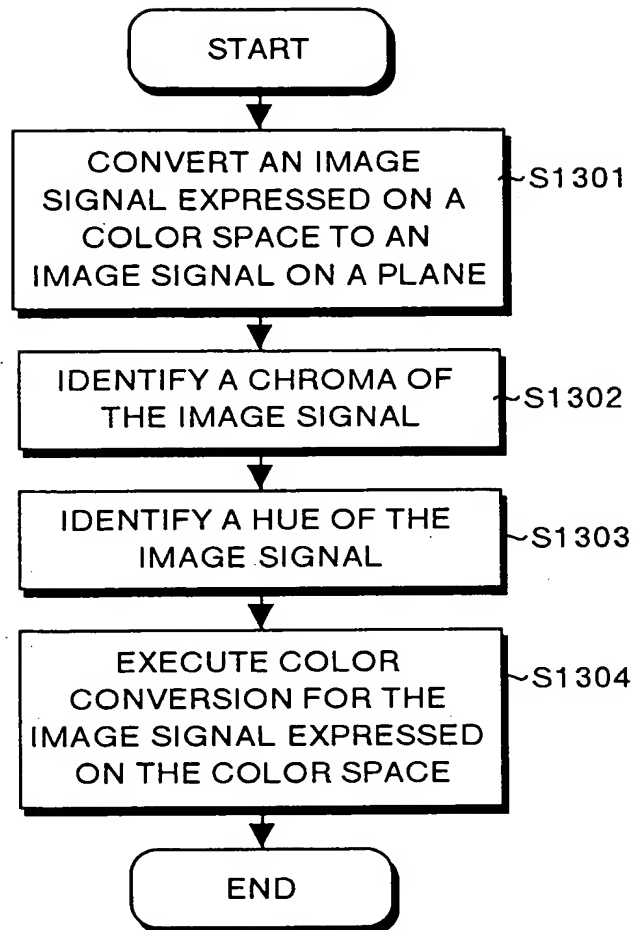 START
CONVERT AN IMAGE
SIGNAL EXPRESSED ON A
COLOR SPACE TO AN
IMAGE SIGNAL ON A PLANE
S1301
IDENTIFY A CHROMA OF
THE IMAGE SIGNAL
S1302
IDENTIFY A HUE OF THE
IMAGE SIGNAL
S1303
EXECUTE COLOR
CONVERSION FOR THE
IMAGE SIGNAL EXPRESSED
ON THE COLOR SPACE
S1304
END